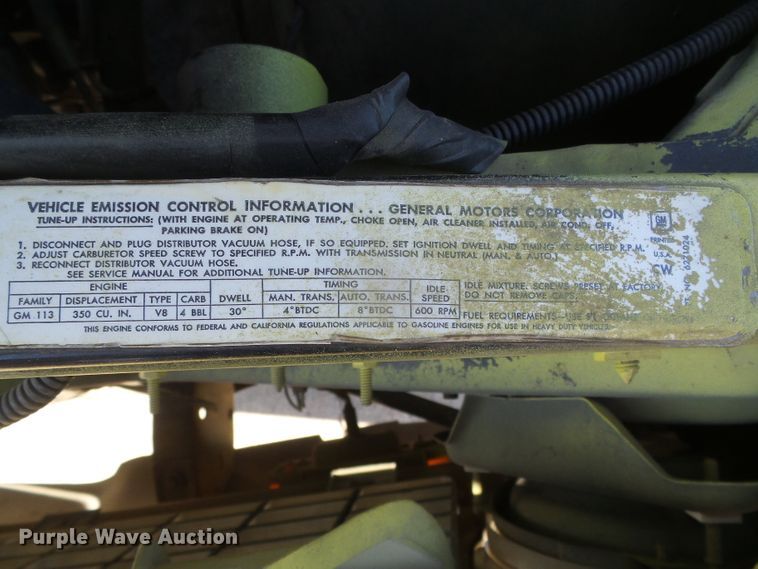 VEHICLE EMISSION CONTROL INFORMATION . . . GENERAL MOTORS CORPORATION
TUNE-UP INSTRUCTIONS: (WITH ENGINE AT OPERATING TEMP., CHOKE OPEN, AIR CLEANER INSTALLED, AIR COND. OFF,
PARKING BRAKE ON)
1. DISCONNECT AND PLUG DISTRIBUTOR VACUUM HOSE, IF SO EQUIPPED. SET IGNITION DWELL AND TIMING AT SPECIFIED R.P.M.
2. ADJUST CARBURETOR SPEED SCREW TO SPECIFIED R.P.M. WITH TRANSMISSION IN NEUTRAL (MAN. & AUTO.)
3. RECONNECT DISTRIBUTOR VACUUM HOSE.
SEE SERVICE MANUAL FOR ADDITIONAL TUNE-UP INFORMATION.
ENGINE DWELL TIMING IDLE SPEED
FAMILY DISPLACEMENT TYPE CARB MAN. TRANS. AUTO. TRANS.
GM 113 350 CU. IN. V8 4 BBL 30° 4°BTDC 8°BTDC 600 RPM
IDLE MIXTURE SCREWS PRESET AT FACTORY
DO NOT REMOVE CAPS.
FUEL REQUIREMENTS—USE
THIS ENGINE CONFORMS TO FEDERAL AND CALIFORNIA REGULATIONS APPLICABLE TO GASOLINE ENGINES FOR USE IN HEAVY DUTY VEHICLES
GM
PRINTED
U.S.A.
CW
NO.
Purple Wave Auction